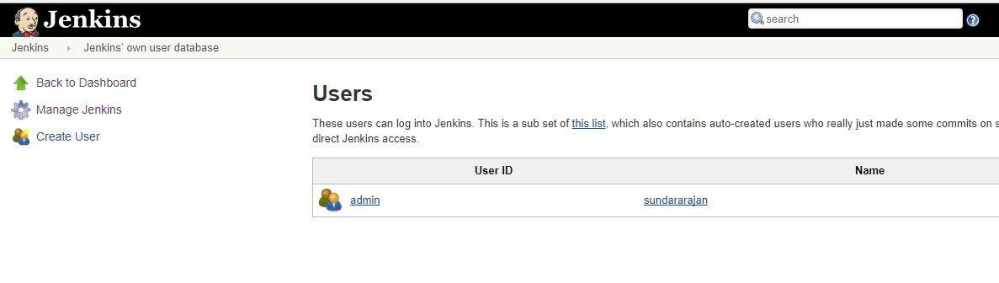 Jenkins
search
?
Jenkins
Jenkins' own user database
Back to Dashboard
Manage Jenkins
Create User
Users
These users can log into Jenkins. This is a sub set of this list, which also contains auto-created users who really just made some commits on s
direct Jenkins access.
User ID Name
admin sundararajan